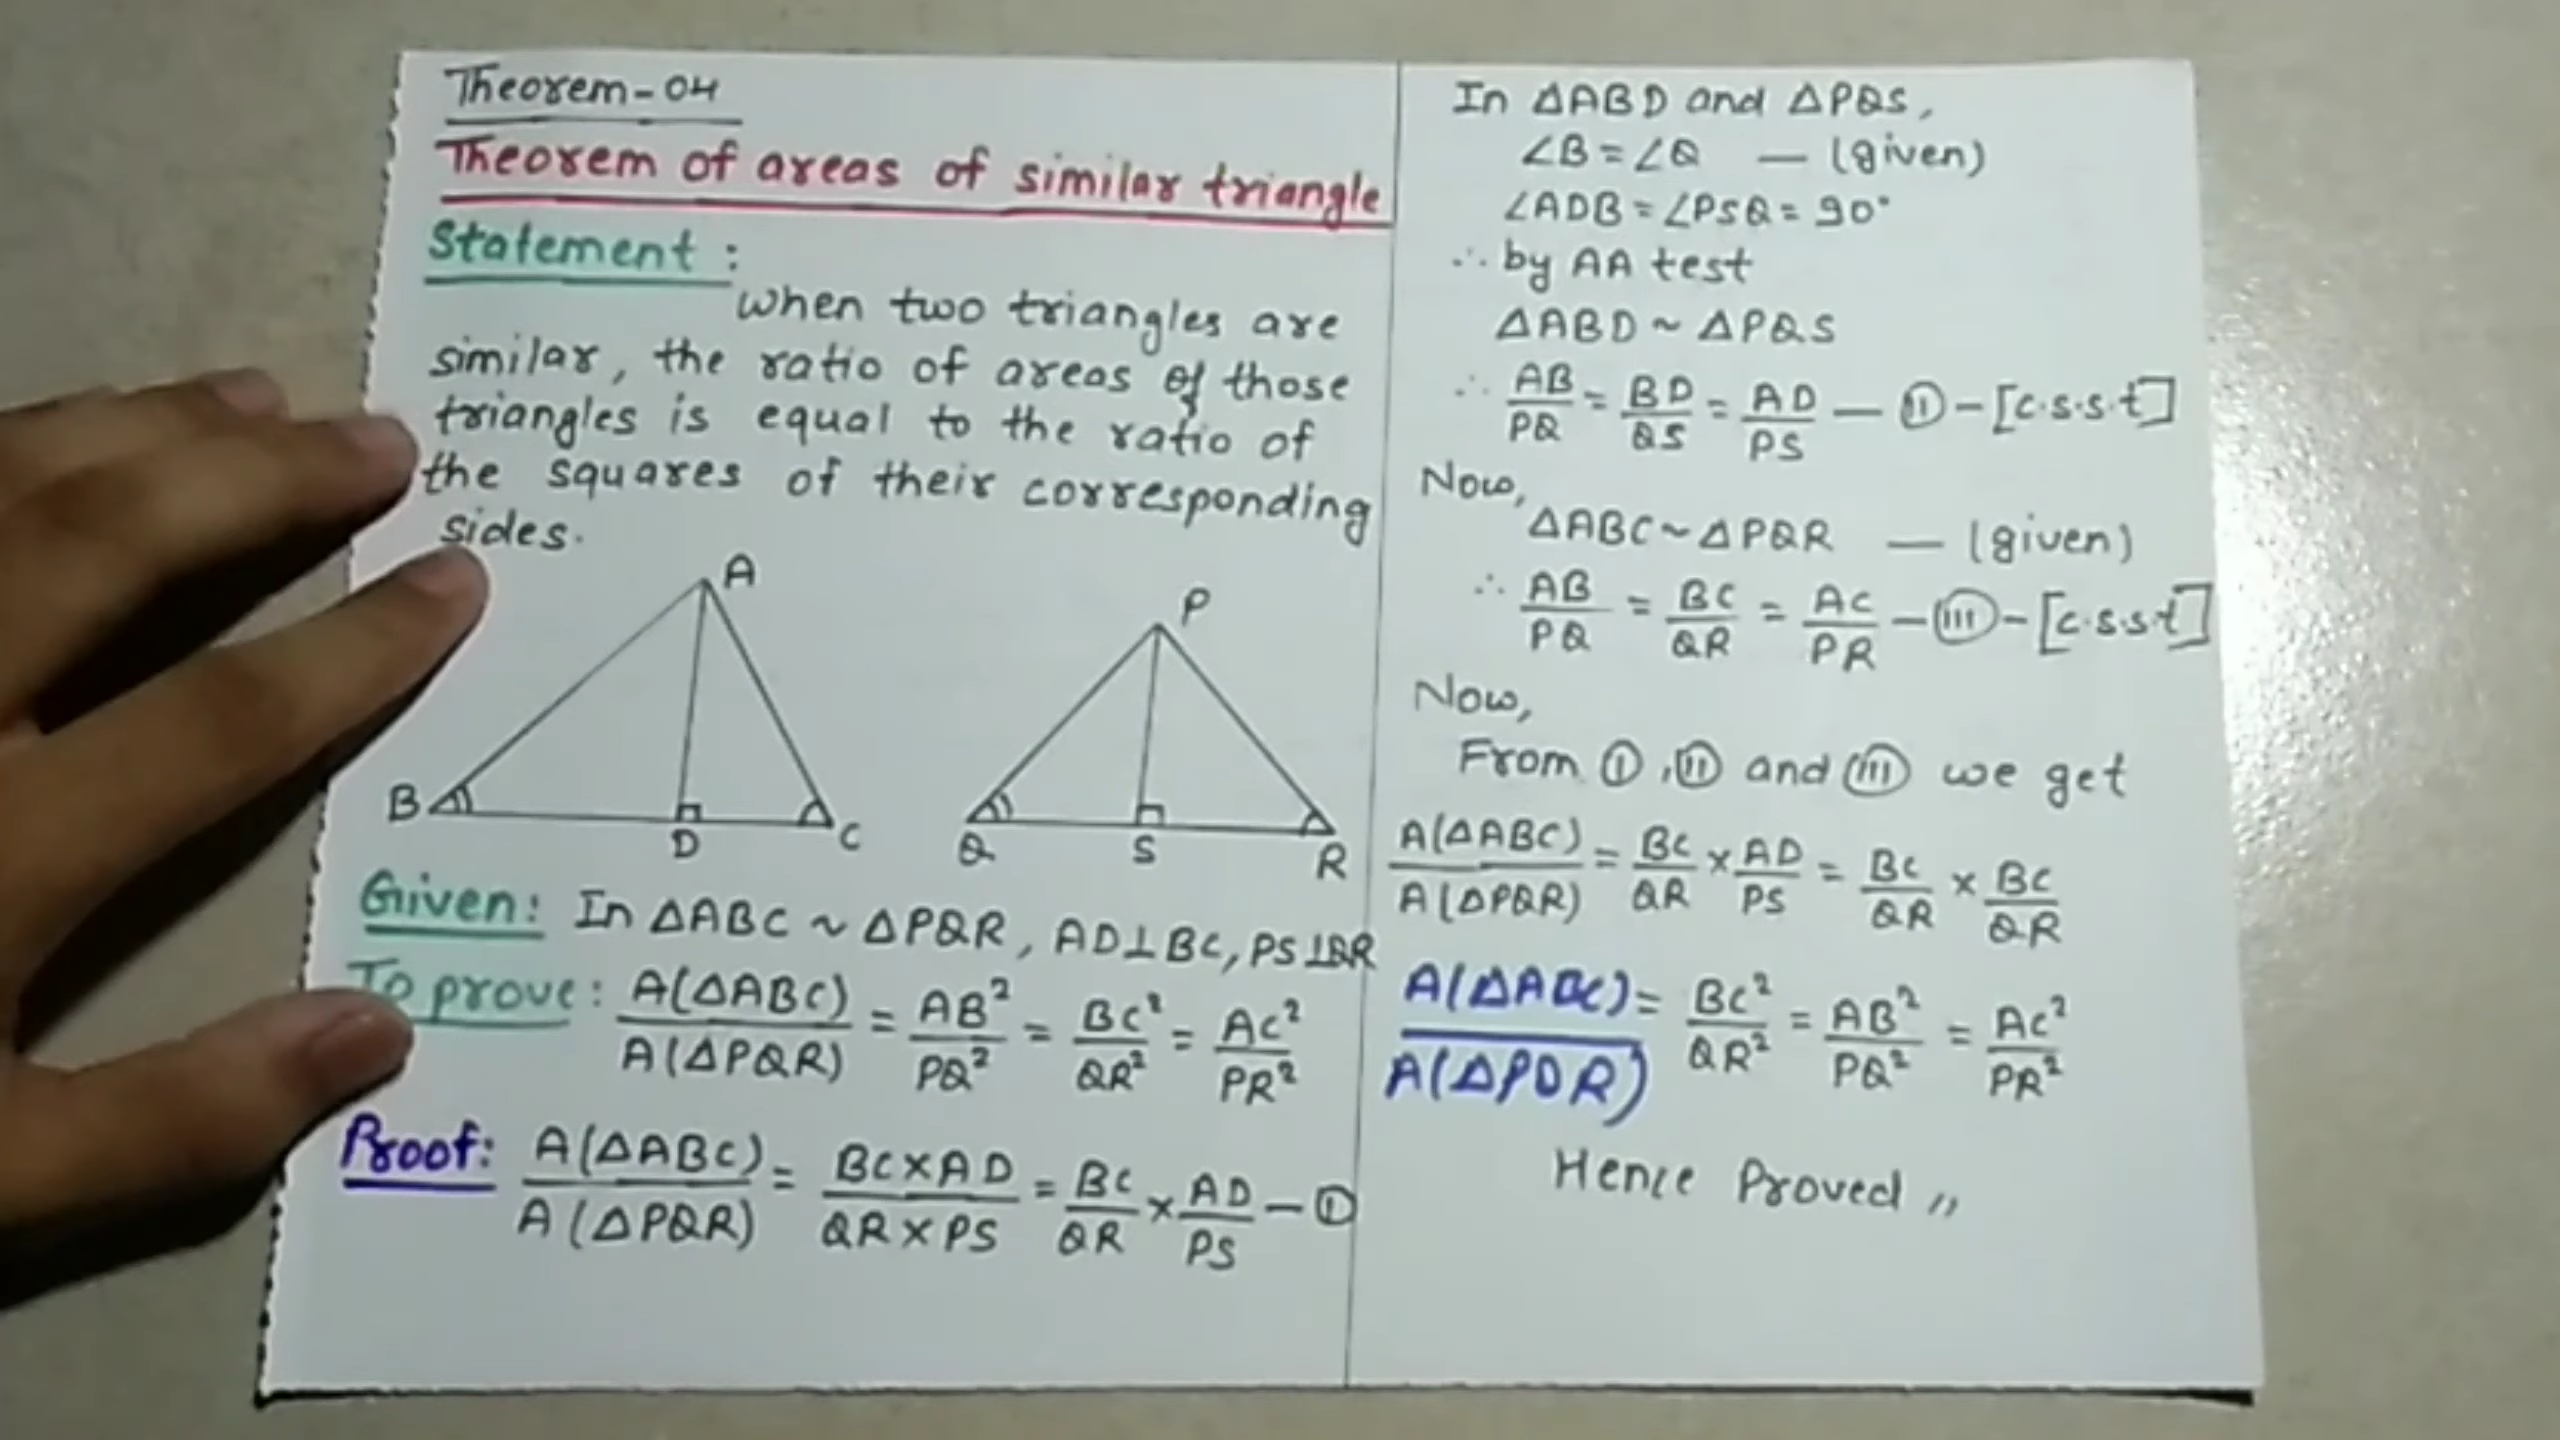 Theorem-04
Theorem of areas of similar triangle
Statement :
When two triangles are
similar, the ratio of areas of those
triangles is equal to the ratio of
the squares of their corresponding
sides.
A
B
D
C
P
Q
S
R
Given: In ΔABC ~ ΔPQR, AD⊥BC, PS⊥QR
To prove: A(ΔABC)/A(ΔPQR) = AB²/PQ² = BC²/QR² = AC²/PR²
Proof: A(ΔABC)/A(ΔPQR) = BC×AD/QR×PS = BC/QR × AD/PS — Ⓘ
In ΔABD and ΔPQS,
∠B = ∠Q — (given)
∠ADB = ∠PSQ = 90°
∴ by AA test
ΔABD ~ ΔPQS
∴ AB/PQ = BD/QS = AD/PS — (II) - [c.s.s.t]
Now,
ΔABC ~ ΔPQR — (given)
∴ AB/PQ = BC/QR = AC/PR — (III) - [c.s.s.t]
Now,
From (I), (II) and (III) we get
A(ΔABC)/A(ΔPQR) = BC/QR × AD/PS = BC/QR × BC/QR
A(ΔABC)/A(ΔPQR) = BC²/QR² = AB²/PQ² = AC²/PR²
Hence Proved ,,